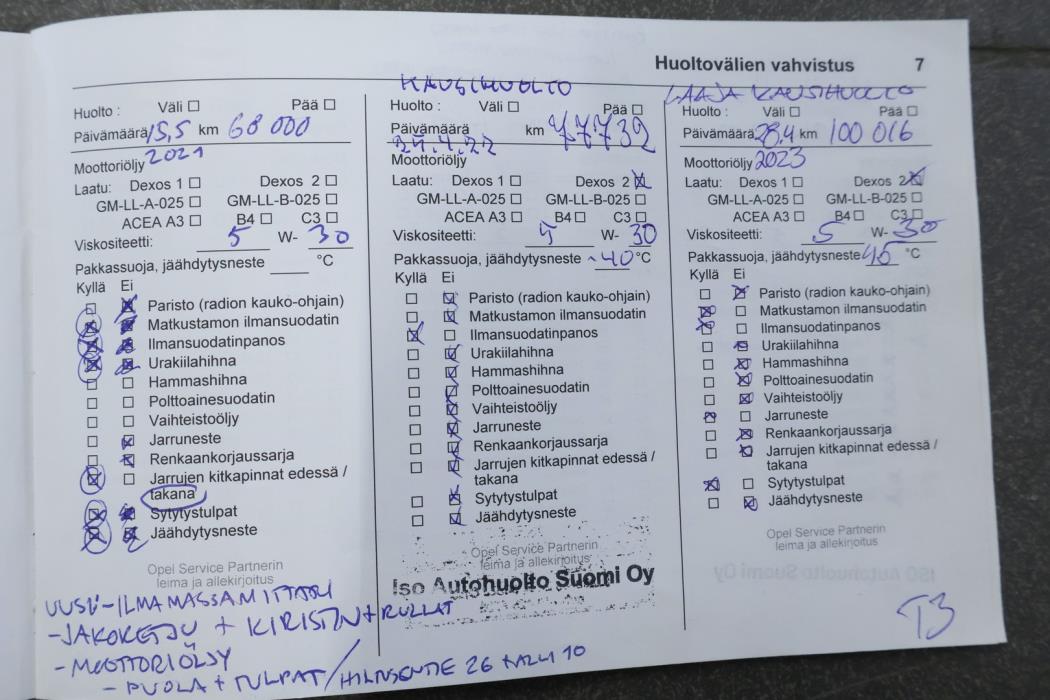 Huoltovälien vahvistus 7
Huolto : Väli ☐ Pää ☐
Päivämäärä 15,5 km 68 000
2021
Moottoriöljy
Laatu: Dexos 1 ☐ Dexos 2 ☐
GM-LL-A-025 ☐ GM-LL-B-025 ☐
ACEA A3 ☐ B4 ☐ C3 ☐
Viskositeetti: 5 W- 30
Pakkassuoja, jäähdytysneste ____ °C
Kyllä Ei
Paristo (radion kauko-ohjain)
Matkustamon ilmansuodatin
Ilmansuodatinpanos
Urakiilahihna
Hammashihna
Polttoainesuodatin
Vaihteistoöljy
Jarruneste
Renkaankorjaussarja
Jarrujen kitkapinnat edessä /
takana
Sytytystulpat
Jäähdytysneste
Opel Service Partnerin
leima ja allekirjoitus
UUSI - ILMAMASSAMITTARI
- JAKOKETJU + KIRISTIN + RULLAT
- MOOTTORIÖLJY
- PUOLA + TULPAT /
KAUSIHUOLTO
Huolto : Väli ☐ Pää ☐
Päivämäärä km 77732
Moottoriöljy
Laatu: Dexos 1 ☐ Dexos 2 ☒
GM-LL-A-025 ☐ GM-LL-B-025 ☐
ACEA A3 ☐ B4 ☐ C3 ☐
Viskositeetti: 5 W- 30
Pakkassuoja, jäähdytysneste -40 °C
Kyllä Ei
Paristo (radion kauko-ohjain)
Matkustamon ilmansuodatin
Ilmansuodatinpanos
Urakiilahihna
Hammashihna
Polttoainesuodatin
Vaihteistoöljy
Jarruneste
Renkaankorjaussarja
Jarrujen kitkapinnat edessä /
takana
Sytytystulpat
Jäähdytysneste
Opel Service Partnerin
leima ja allekirjoitus
Iso Autohuolto Suomi Oy
LAAJA KAUSIHUOLTO
Huolto : Väli ☐ Pää ☐
Päivämäärä 28,4 km 100 016
Moottoriöljy 2023
Laatu: Dexos 1 ☐ Dexos 2 ☒
GM-LL-A-025 ☐ GM-LL-B-025 ☐
ACEA A3 ☐ B4 ☐ C3 ☐
Viskositeetti: 5 W- 30
Pakkassuoja, jäähdytysneste 45 °C
Kyllä Ei
Paristo (radion kauko-ohjain)
Matkustamon ilmansuodatin
Ilmansuodatinpanos
Urakiilahihna
Hammashihna
Polttoainesuodatin
Vaihteistoöljy
Jarruneste
Renkaankorjaussarja
Jarrujen kitkapinnat edessä /
takana
Sytytystulpat
Jäähdytysneste
Opel Service Partnerin
leima ja allekirjoitus